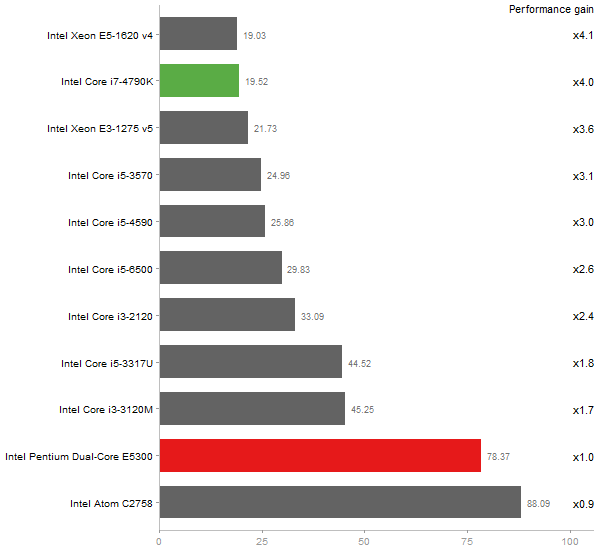 Performance gain
Intel Xeon E5-1620 v4 19.03 x4.1
Intel Core i7-4790K 19.52 x4.0
Intel Xeon E3-1275 v5 21.73 x3.6
Intel Core i5-3570 24.96 x3.1
Intel Core i5-4590 25.86 x3.0
Intel Core i5-6500 29.83 x2.6
Intel Core i3-2120 33.09 x2.4
Intel Core i5-3317U 44.52 x1.8
Intel Core i3-3120M 45.25 x1.7
Intel Pentium Dual-Core E5300 78.37 x1.0
Intel Atom C2758 88.09 x0.9
0 25 50 75 100